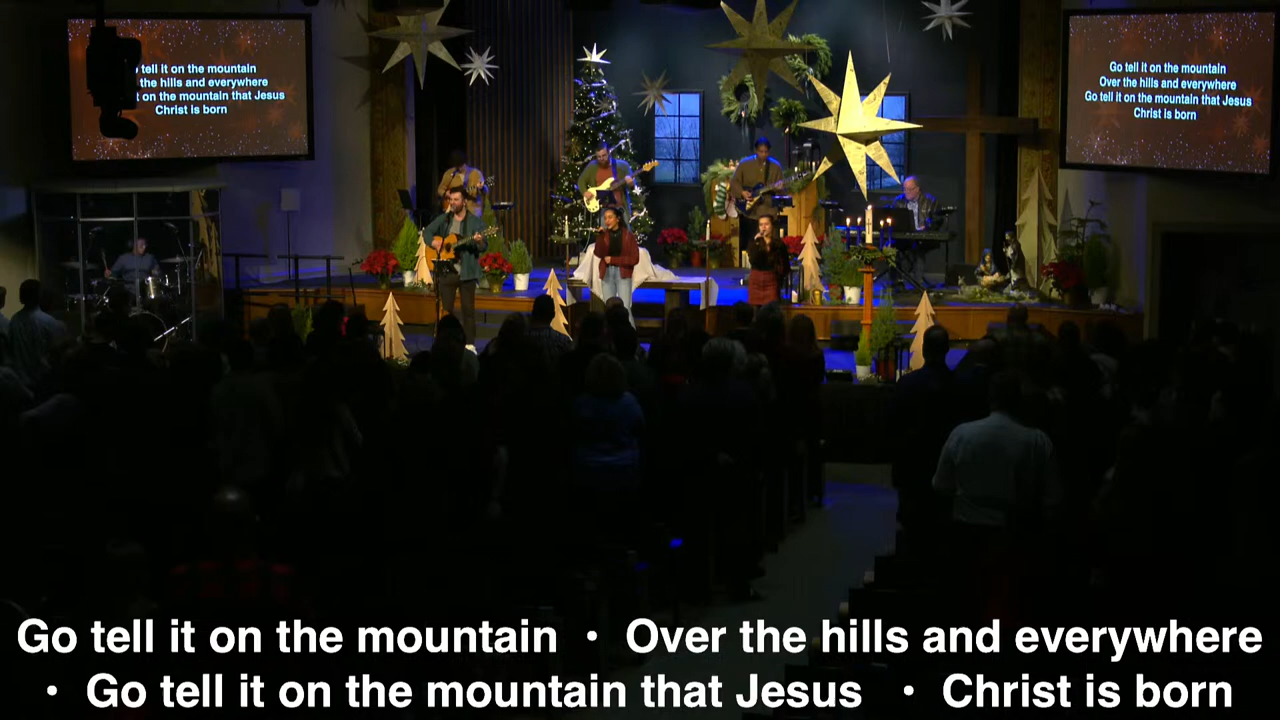 tell it on the mountain
the hills and everywhere
it on the mountain that Jesus
Christ is born
Go tell it on the mountain
Over the hills and everywhere
Go tell it on the mountain that Jesus
Christ is born
Go tell it on the mountain • Over the hills and everywhere
• Go tell it on the mountain that Jesus • Christ is born